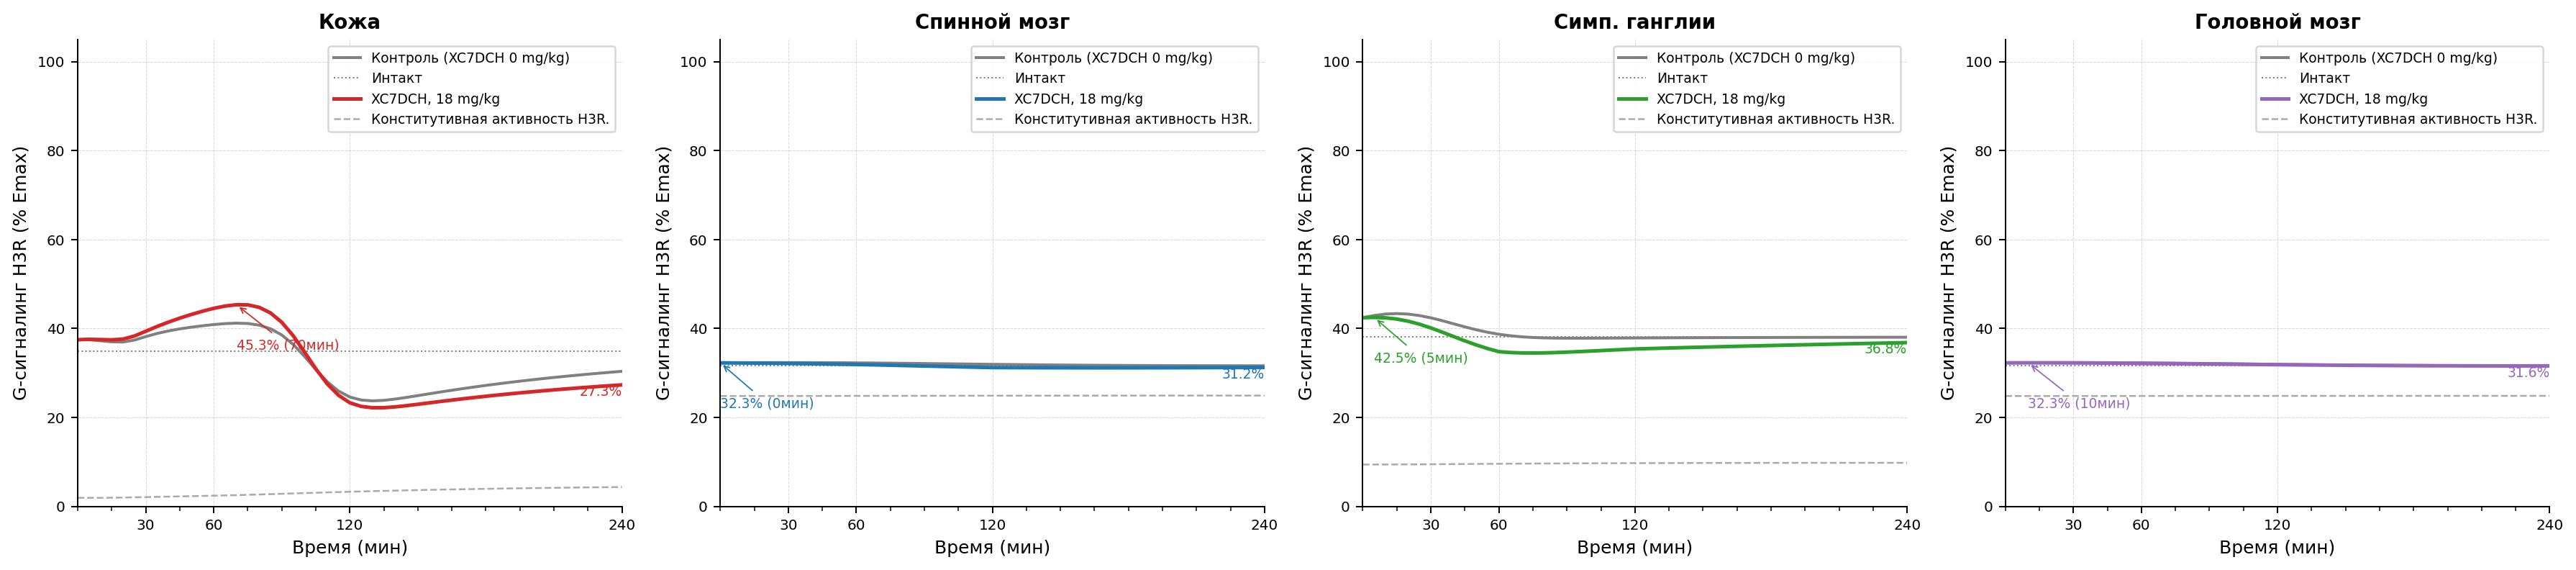 Кожа
G-сигналинг H3R (% Emax)
100
80
60
40
20
0
Контроль (XC7DCH 0 mg/kg)
Интакт
XC7DCH, 18 mg/kg
Конститутивная активность H3R.
45.3% (70мин)
27.3%
30
60
120
240
Время (мин)
Спинной мозг
G-сигналинг H3R (% Emax)
100
80
60
40
20
0
Контроль (XC7DCH 0 mg/kg)
Интакт
XC7DCH, 18 mg/kg
Конститутивная активность H3R.
31.2%
32.3% (0мин)
30
60
120
240
Время (мин)
Симп. ганглии
G-сигналинг H3R (% Emax)
100
80
60
40
20
0
Контроль (XC7DCH 0 mg/kg)
Интакт
XC7DCH, 18 mg/kg
Конститутивная активность H3R.
36.8%
42.5% (5мин)
30
60
120
240
Время (мин)
Головной мозг
G-сигналинг H3R (% Emax)
100
80
60
40
20
0
Контроль (XC7DCH 0 mg/kg)
Интакт
XC7DCH, 18 mg/kg
Конститутивная активность H3R.
31.6%
32.3% (10мин)
30
60
120
240
Время (мин)